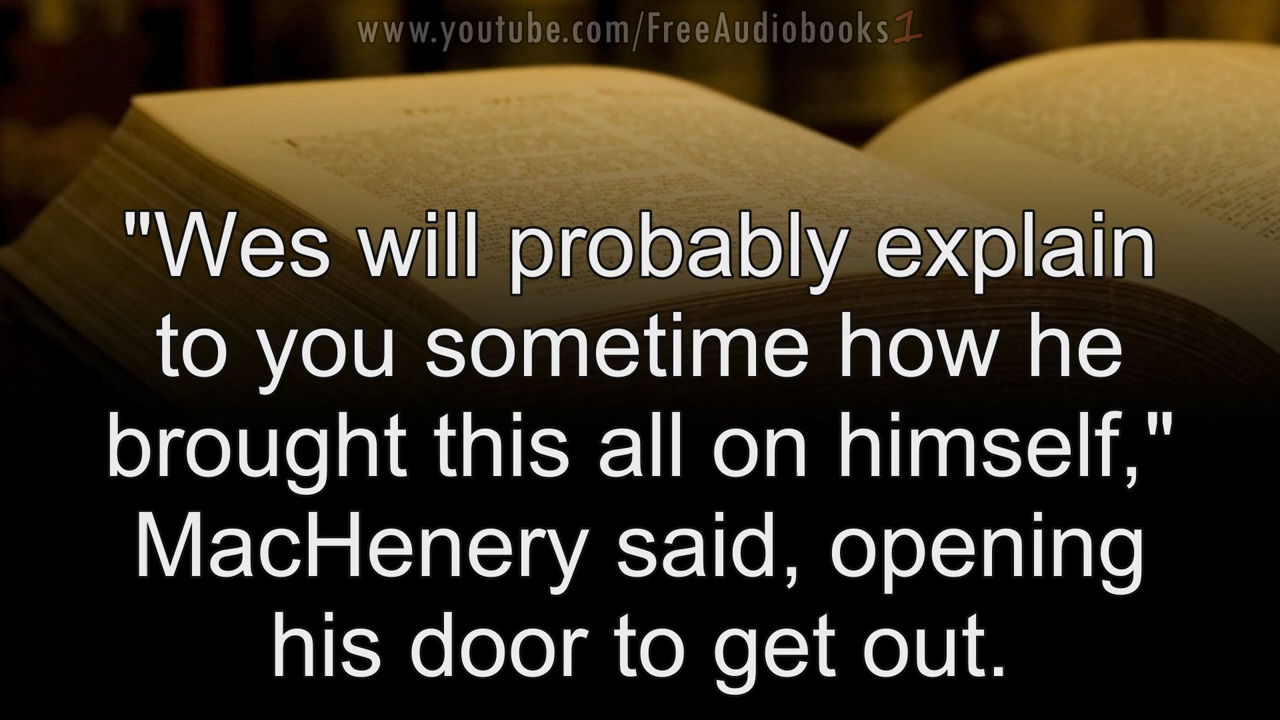 www.youtube.com/FreeAudiobooks1
"Wes will probably explain
to you sometime how he
brought this all on himself,"
MacHenery said, opening
his door to get out.